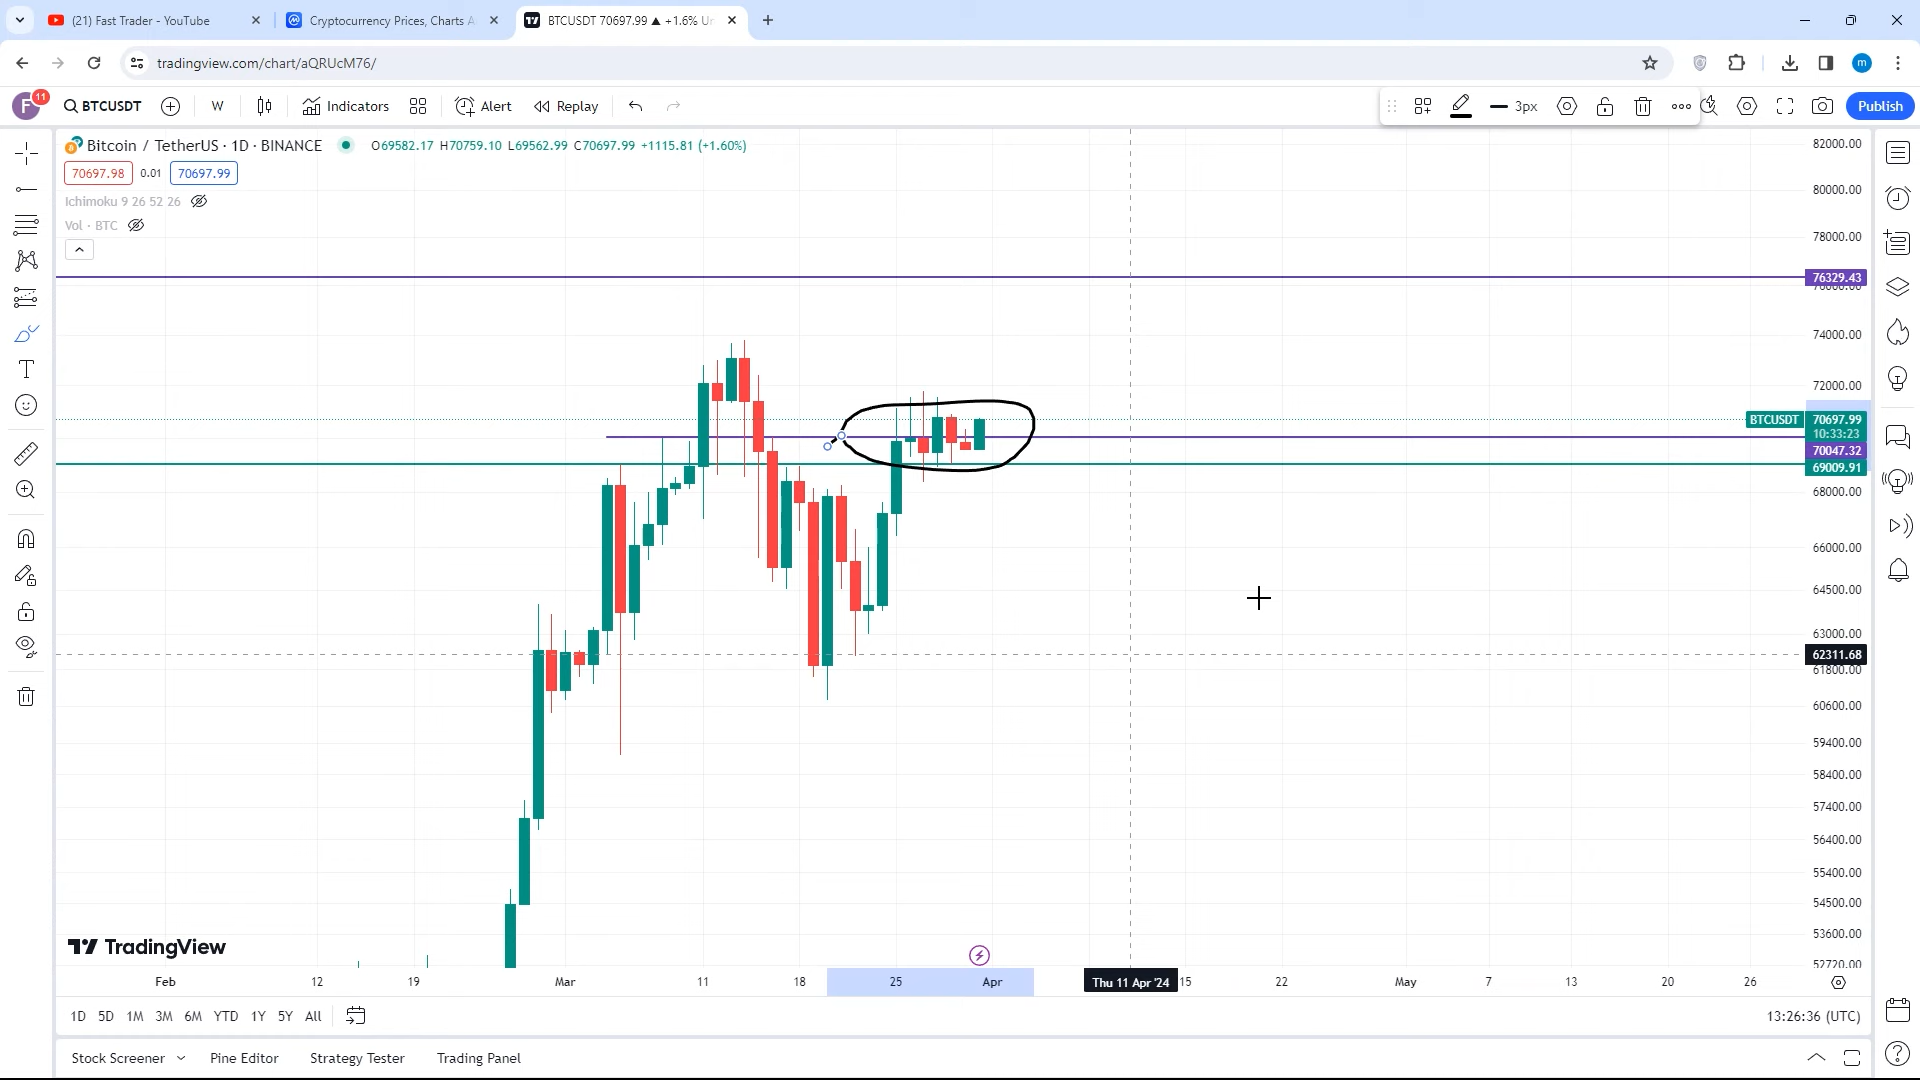 (21) Fast Trader - YouTube
Cryptocurrency Prices, Charts A
BTCUSDT 70697.99 ▲ +1.6% Un
tradingview.com/chart/aQRUcM76/
m
F
11
BTCUSDT
W
Indicators
Alert
Replay
3px
Publish
Bitcoin / TetherUS · 1D · BINANCE
O69582.17 H70759.10 L69562.99 C70697.99 +1115.81 (+1.60%)
70697.98
0.01
70697.99
Ichimoku 9 26 52 26
Vol · BTC
82000.00
80000.00
78000.00
76329.43
76000.00
74000.00
72000.00
BTCUSDT
70697.99
10:33:23
70047.32
69009.91
68000.00
66000.00
64500.00
63000.00
62311.68
61800.00
60600.00
59400.00
58400.00
57400.00
56400.00
55400.00
54500.00
53600.00
52720.00
TradingView
Feb
12
19
Mar
11
18
25
Apr
Thu 11 Apr '24
15
22
May
7
13
20
26
1D
5D
1M
3M
6M
YTD
1Y
5Y
All
13:26:36 (UTC)
Stock Screener
Pine Editor
Strategy Tester
Trading Panel